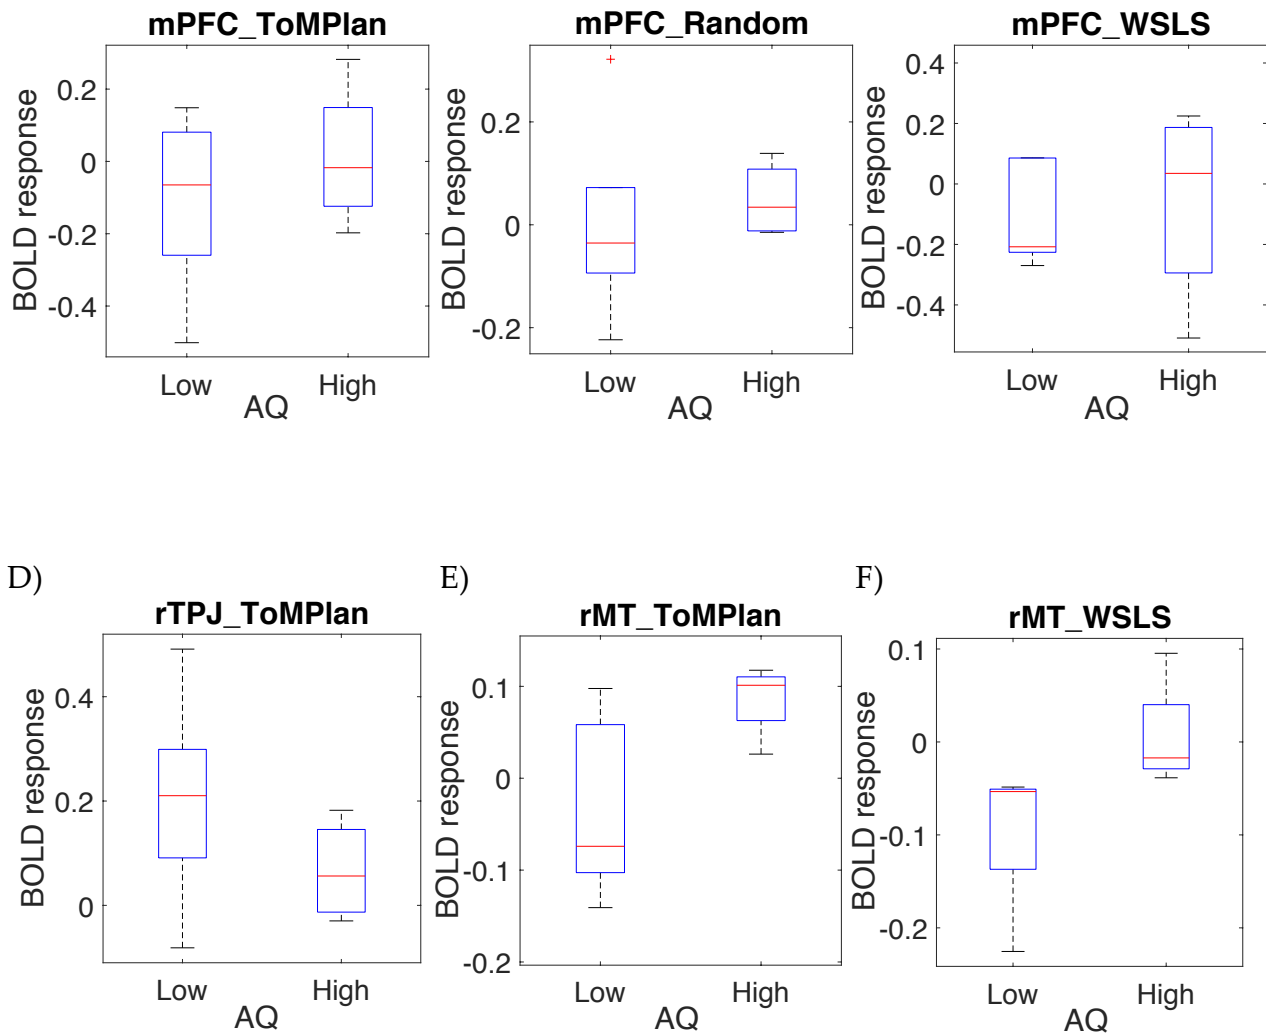 mPFC_ToMPlan
BOLD response
0.2
0
-0.2
-0.4
Low
High
AQ
mPFC_Random
BOLD response
0.2
0
-0.2
Low
High
AQ
mPFC_WSLS
BOLD response
0.4
0.2
0
-0.2
-0.4
Low
High
AQ
D)
rTPJ_ToMPlan
BOLD response
0.4
0.2
0
Low
High
AQ
E)
rMT_ToMPlan
BOLD response
0.1
0
-0.1
-0.2
Low
High
AQ
F)
rMT_WSLS
BOLD response
0.1
0
-0.1
-0.2
Low
High
AQ